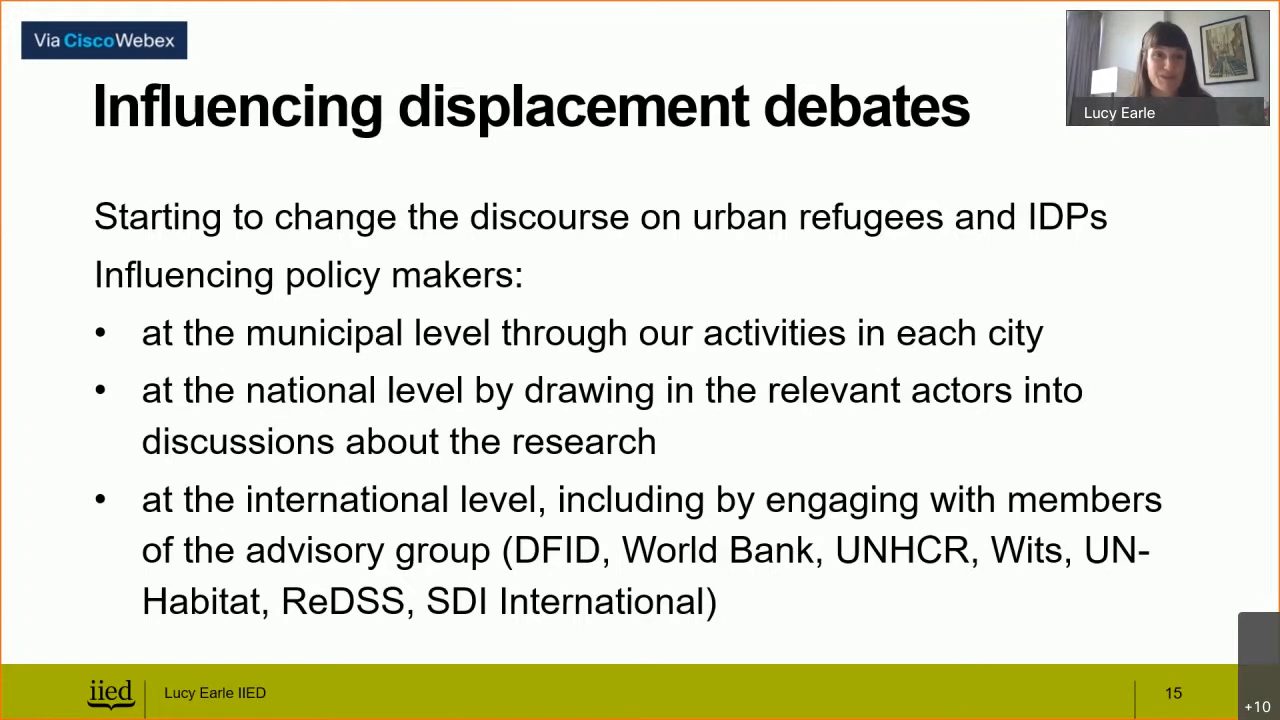 Via CiscoWebex
Lucy Earle
Influencing displacement debates
Starting to change the discourse on urban refugees and IDPs
Influencing policy makers:
• at the municipal level through our activities in each city
• at the national level by drawing in the relevant actors into
discussions about the research
• at the international level, including by engaging with members
of the advisory group (DFID, World Bank, UNHCR, Wits, UN-
Habitat, ReDSS, SDI International)
iied
Lucy Earle IIED
15
+10